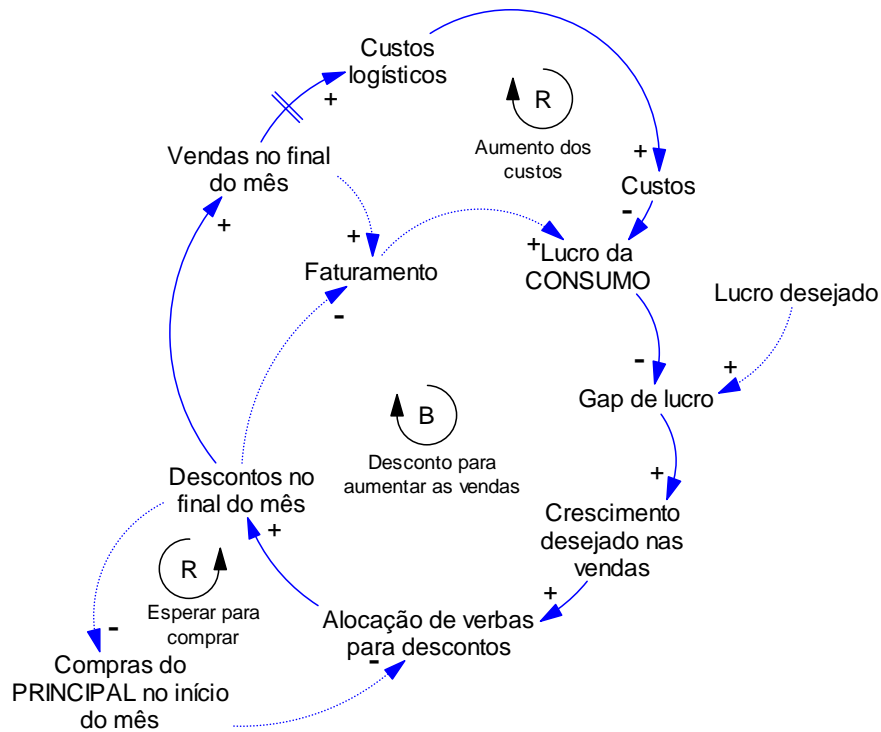 Custos
logísticos
+
R
Aumento dos
custos
Vendas no final
do mês
+
+
Custos
-
+
Faturamento
-
+
Lucro da
CONSUMO
Lucro desejado
-
+
Gap de lucro
B
Desconto para
aumentar as vendas
+
Descontos no
final do mês
+
Crescimento
desejado nas
vendas
R
Esperar para
comprar
+
Alocação de verbas
para descontos
-
-
Compras do
PRINCIPAL no início
do mês